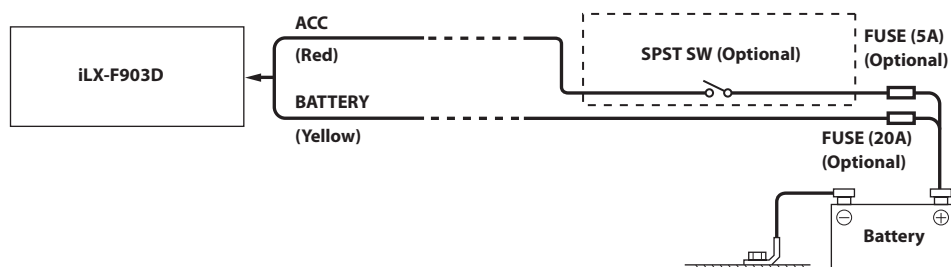 ACC
(Red)
iLX-F903D
BATTERY
(Yellow)
SPST SW (Optional)
FUSE (5A)
(Optional)
FUSE (20A)
(Optional)
Battery